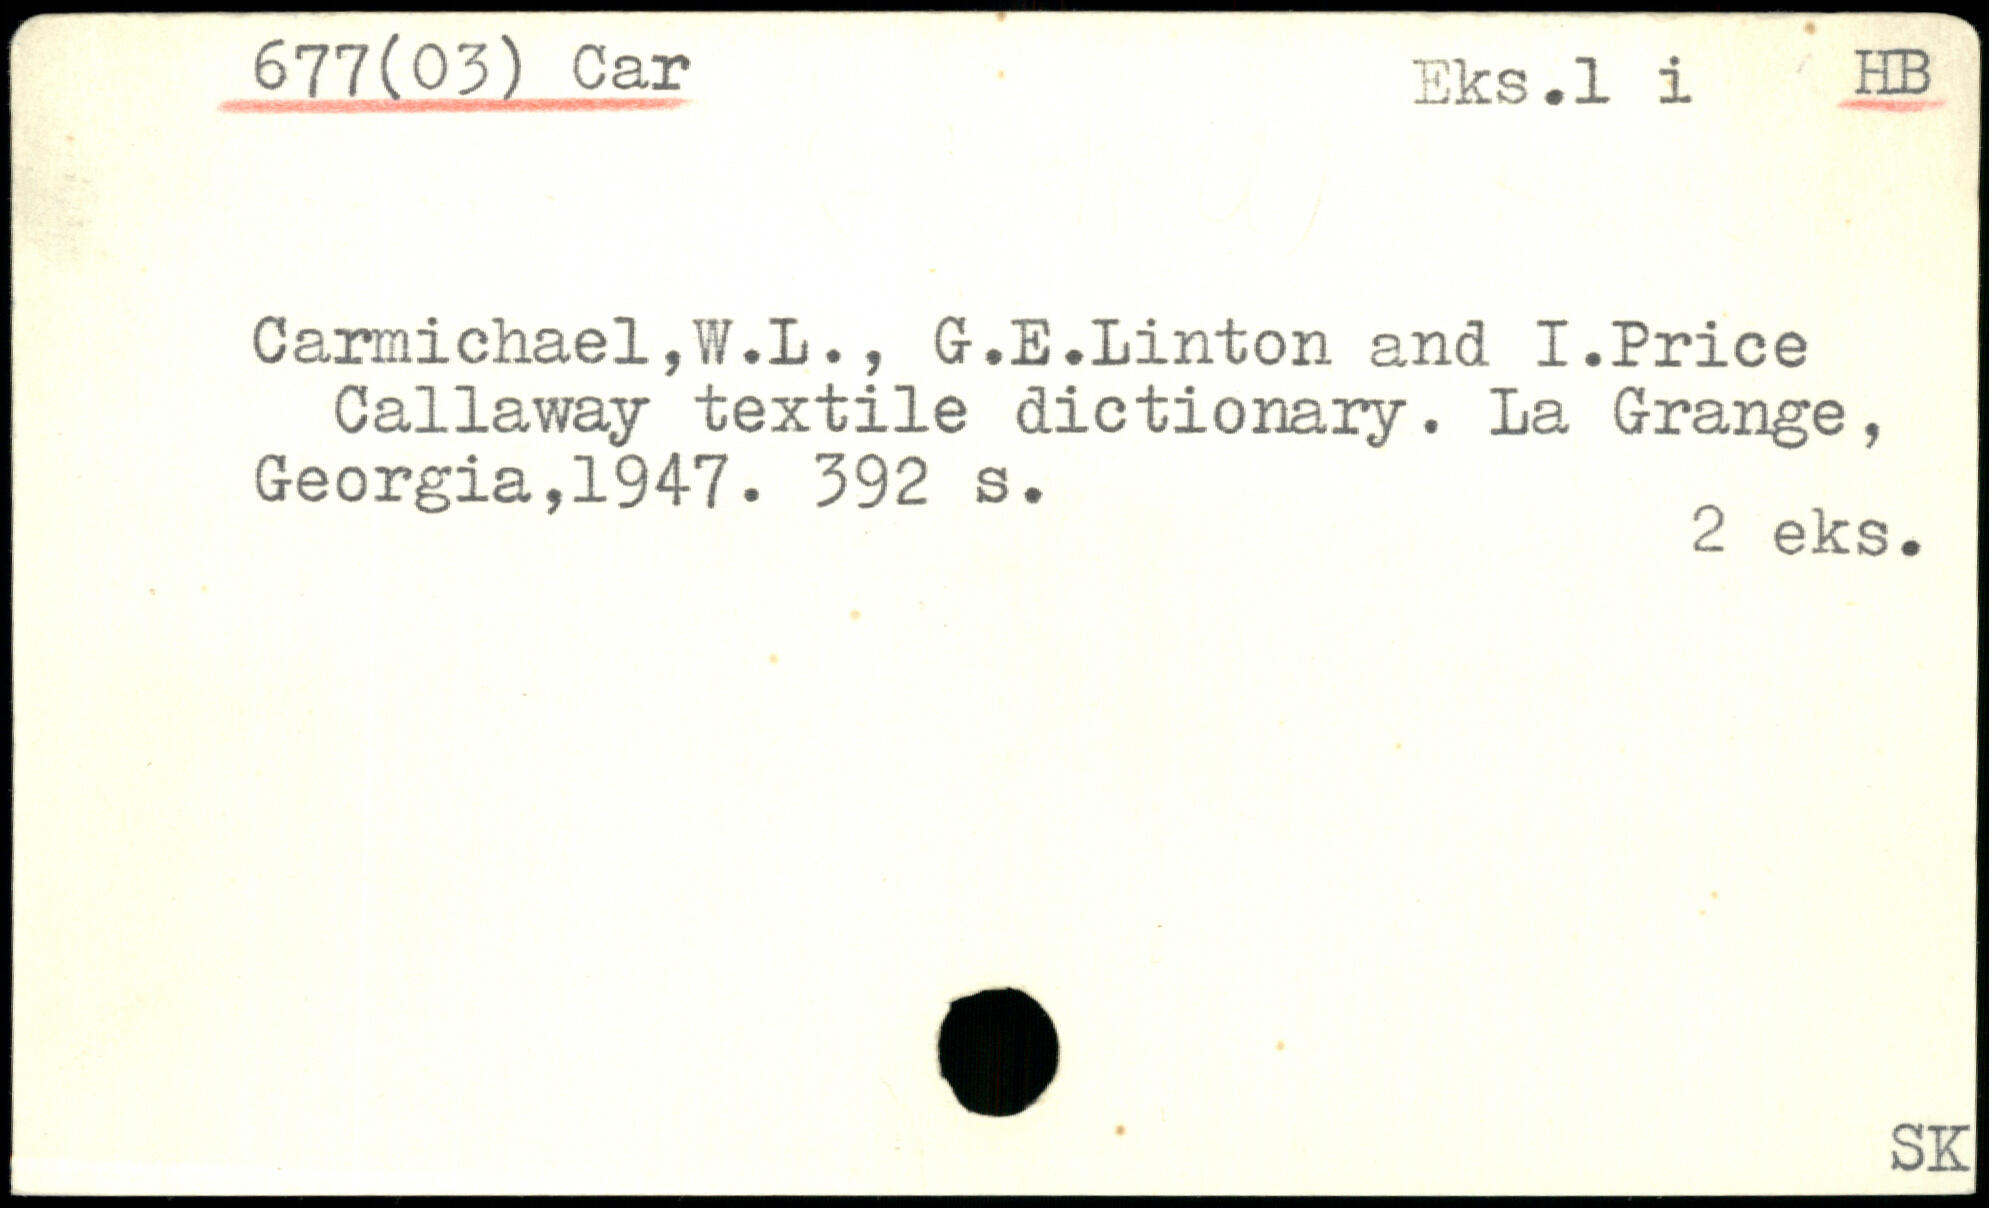 677(03) Car Eks.1 i HB
Carmichael,W.L., G.E.Linton and I.Price
Callaway textile dictionary. La Grange,
Georgia,1947. 392 s.
2 eks.
SK